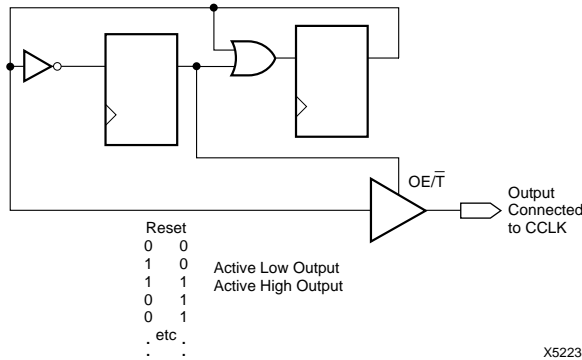 OE/T̅
Output
Connected
to CCLK
Reset
0 0
1 0 Active Low Output
1 1 Active High Output
0 1
0 1
. etc .
. .
X5223